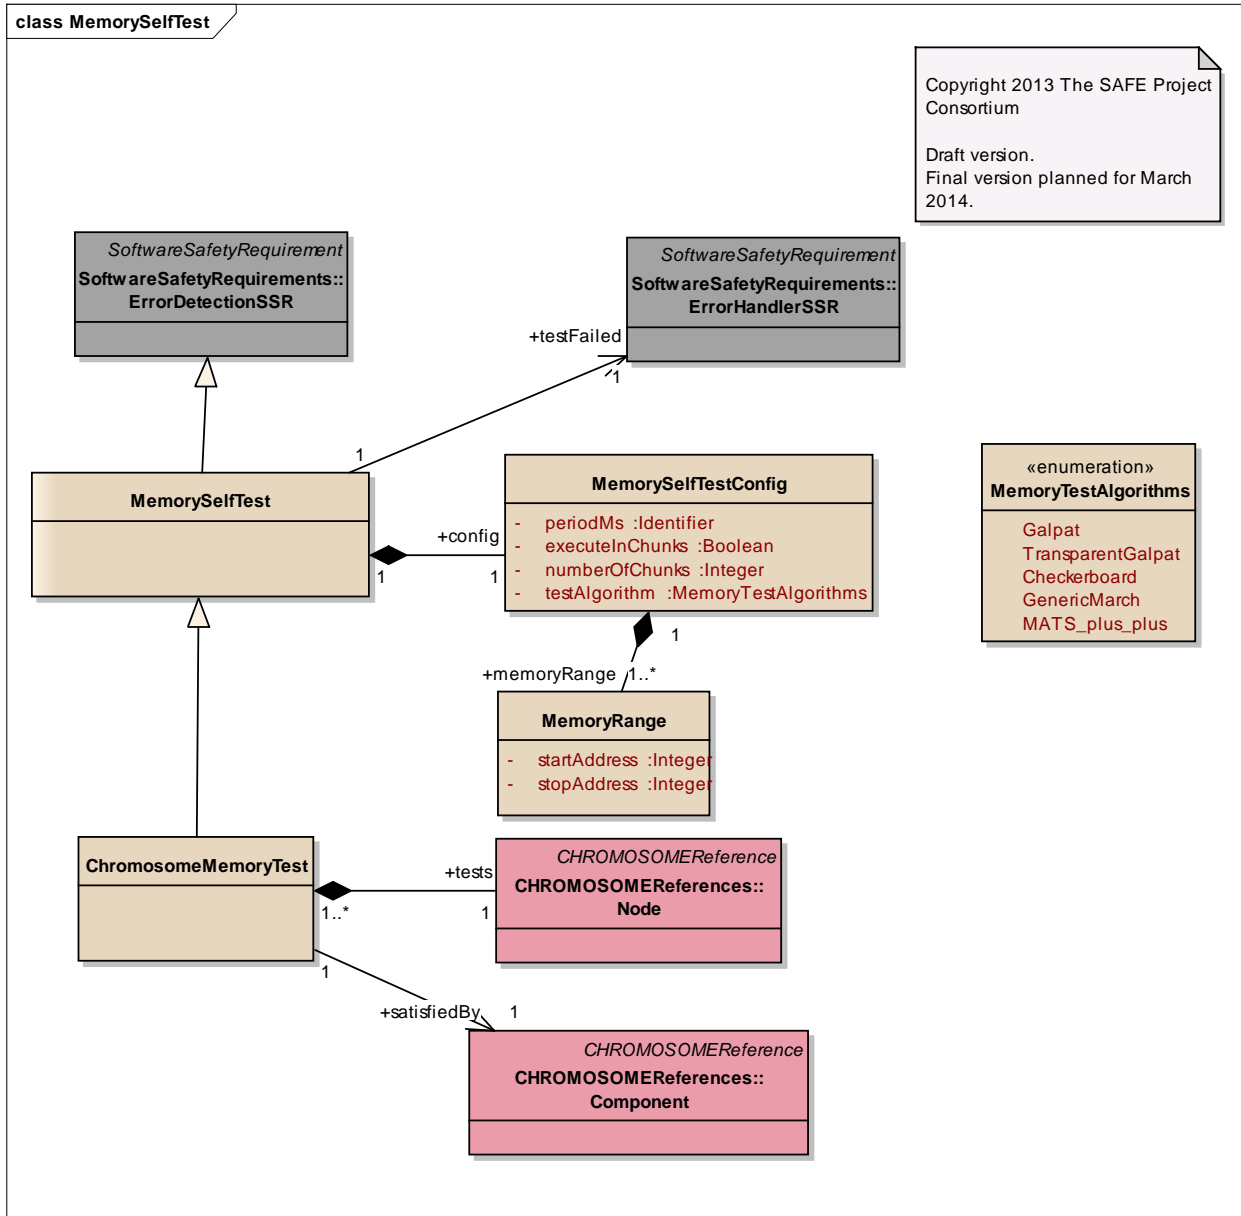 class MemorySelfTest
Copyright 2013 The SAFE Project
Consortium
Draft version.
Final version planned for March
2014.
SoftwareSafetyRequirement
SoftwareSafetyRequirements::
ErrorDetectionSSR
SoftwareSafetyRequirement
SoftwareSafetyRequirements::
ErrorHandlerSSR
+testFailed
1
1
MemorySelfTest
MemorySelfTestConfig
- periodMs :Identifier
- executeInChunks :Boolean
- numberOfChunks :Integer
- testAlgorithm :MemoryTestAlgorithms
«enumeration»
MemoryTestAlgorithms
Galpat
TransparentGalpat
Checkerboard
GenericMarch
MATS_plus_plus
+config
1
1
1
+memoryRange 1..*
MemoryRange
- startAddress :Integer
- stopAddress :Integer
ChromosomeMemoryTest
+tests
1..*
1
CHROMOSOMEReference
CHROMOSOMEReferences::
Node
1
+satisfiedBy 1
CHROMOSOMEReference
CHROMOSOMEReferences::
Component